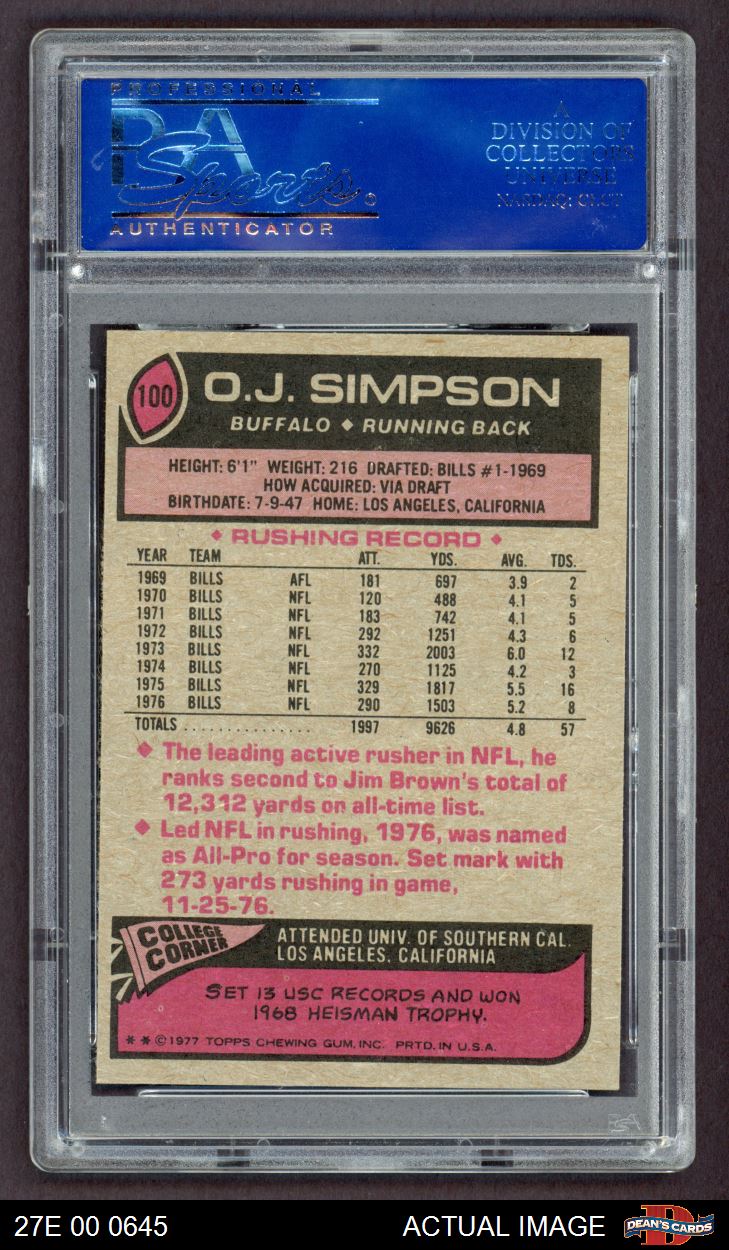 PROFESSIONAL
PSA
Sports®
AUTHENTICATOR
A
DIVISION OF
COLLECTORS
UNIVERSE
NASDAQ: CLCT
100
O.J. SIMPSON
BUFFALO ◆ RUNNING BACK
HEIGHT: 6'1" WEIGHT: 216 DRAFTED: BILLS #1-1969
HOW ACQUIRED: VIA DRAFT
BIRTHDATE: 7-9-47 HOME: LOS ANGELES, CALIFORNIA
◆ RUSHING RECORD ◆
YEAR TEAM ATT. YDS. AVG. TDS.
1969 BILLS AFL 181 697 3.9 2
1970 BILLS NFL 120 488 4.1 5
1971 BILLS NFL 183 742 4.1 5
1972 BILLS NFL 292 1251 4.3 6
1973 BILLS NFL 332 2003 6.0 12
1974 BILLS NFL 270 1125 4.2 3
1975 BILLS NFL 329 1817 5.5 16
1976 BILLS NFL 290 1503 5.2 8
TOTALS ................ 1997 9626 4.8 57
◆ The leading active rusher in NFL, he
ranks second to Jim Brown's total of
12,312 yards on all-time list.
◆ Led NFL in rushing, 1976, was named
as All-Pro for season. Set mark with
273 yards rushing in game,
11-25-76.
COLLEGE
CORNER
ATTENDED UNIV. OF SOUTHERN CAL.
LOS ANGELES, CALIFORNIA
SET 13 USC RECORDS AND WON
1968 HEISMAN TROPHY.
* * © 1977 TOPPS CHEWING GUM, INC. PRTD. IN U.S.A.
PSA
27E 00 0645
ACTUAL IMAGE
DEAN'S CARDS